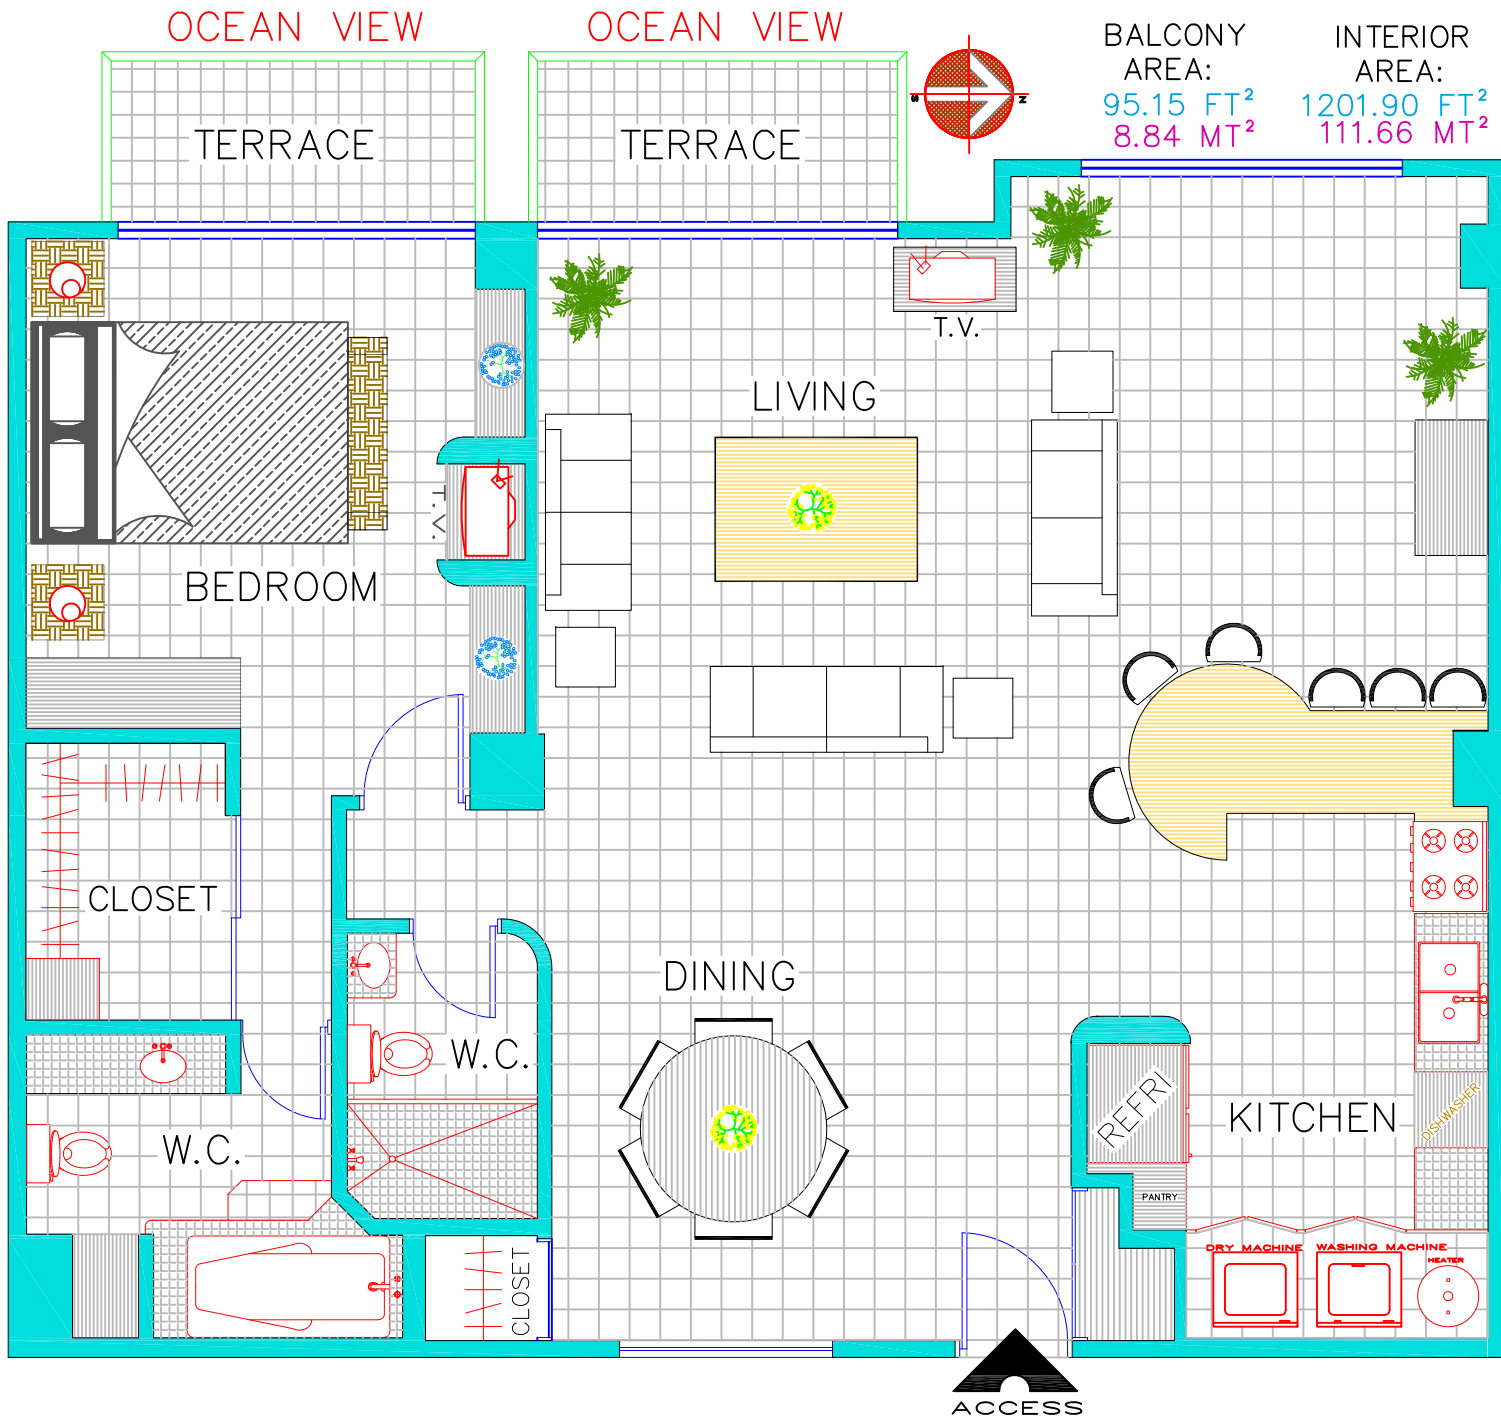 OCEAN VIEW
OCEAN VIEW
BALCONY
AREA:
95.15 FT²
8.84 MT²
INTERIOR
AREA:
1201.90 FT²
111.66 MT²
S
N
TERRACE
TERRACE
T.V.
LIVING
T.V.
BEDROOM
CLOSET
DINING
W.C.
W.C.
REFRI
KITCHEN
DISHWASHER
PANTRY
DRY MACHINE
WASHING MACHINE
HEATER
CLOSET
ACCESS